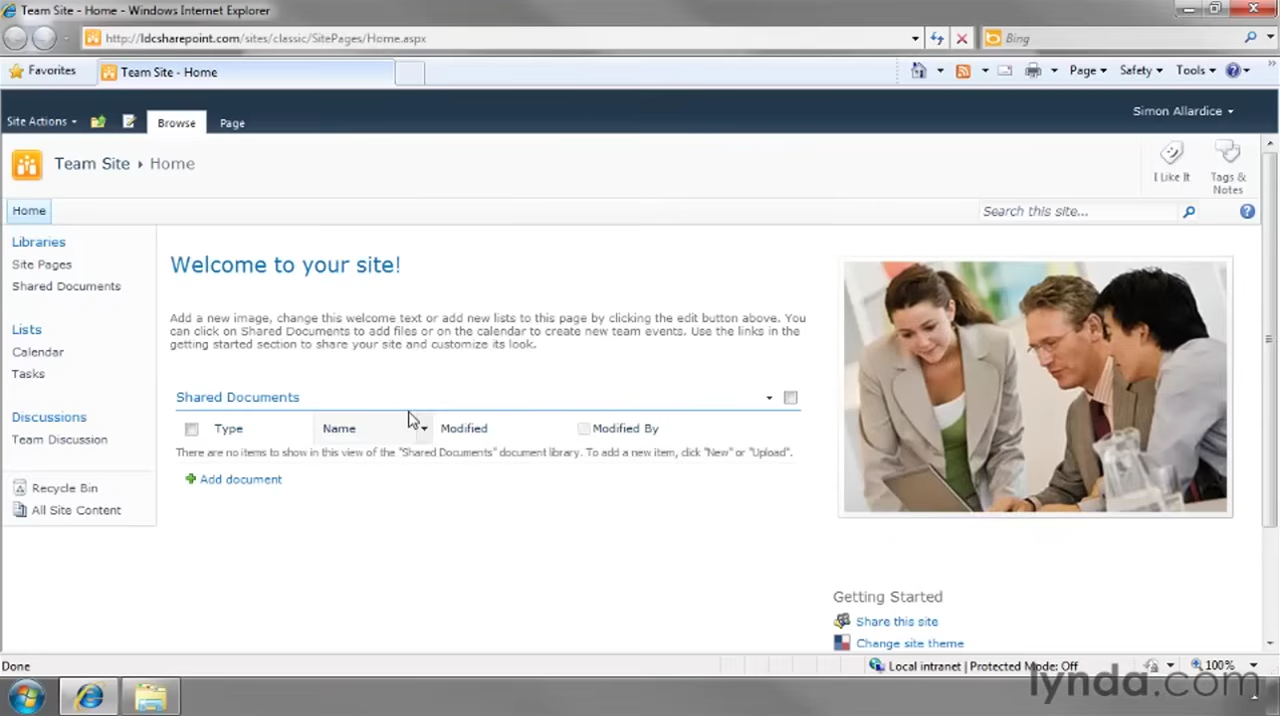 Team Site - Home - Windows Internet Explorer
http://ldcsharepoint.com/sites/classic/SitePages/Home.aspx
Bing
Favorites
Team Site - Home
Page
Safety
Tools
Site Actions
Browse
Page
Simon Allardice
Team Site
Home
I Like It
Tags &
Notes
Home
Search this site...
Libraries
Site Pages
Shared Documents
Lists
Calendar
Tasks
Discussions
Team Discussion
Recycle Bin
All Site Content
Welcome to your site!
Add a new image, change this welcome text or add new lists to this page by clicking the edit button above. You
can click on Shared Documents to add files or on the calendar to create new team events. Use the links in the
getting started section to share your site and customize its look.
Shared Documents
Type
Name
Modified
Modified By
There are no items to show in this view of the "Shared Documents" document library. To add a new item, click "New" or "Upload".
Add document
Getting Started
Share this site
Change site theme
Done
Local intranet | Protected Mode: Off
100%
lynda.com